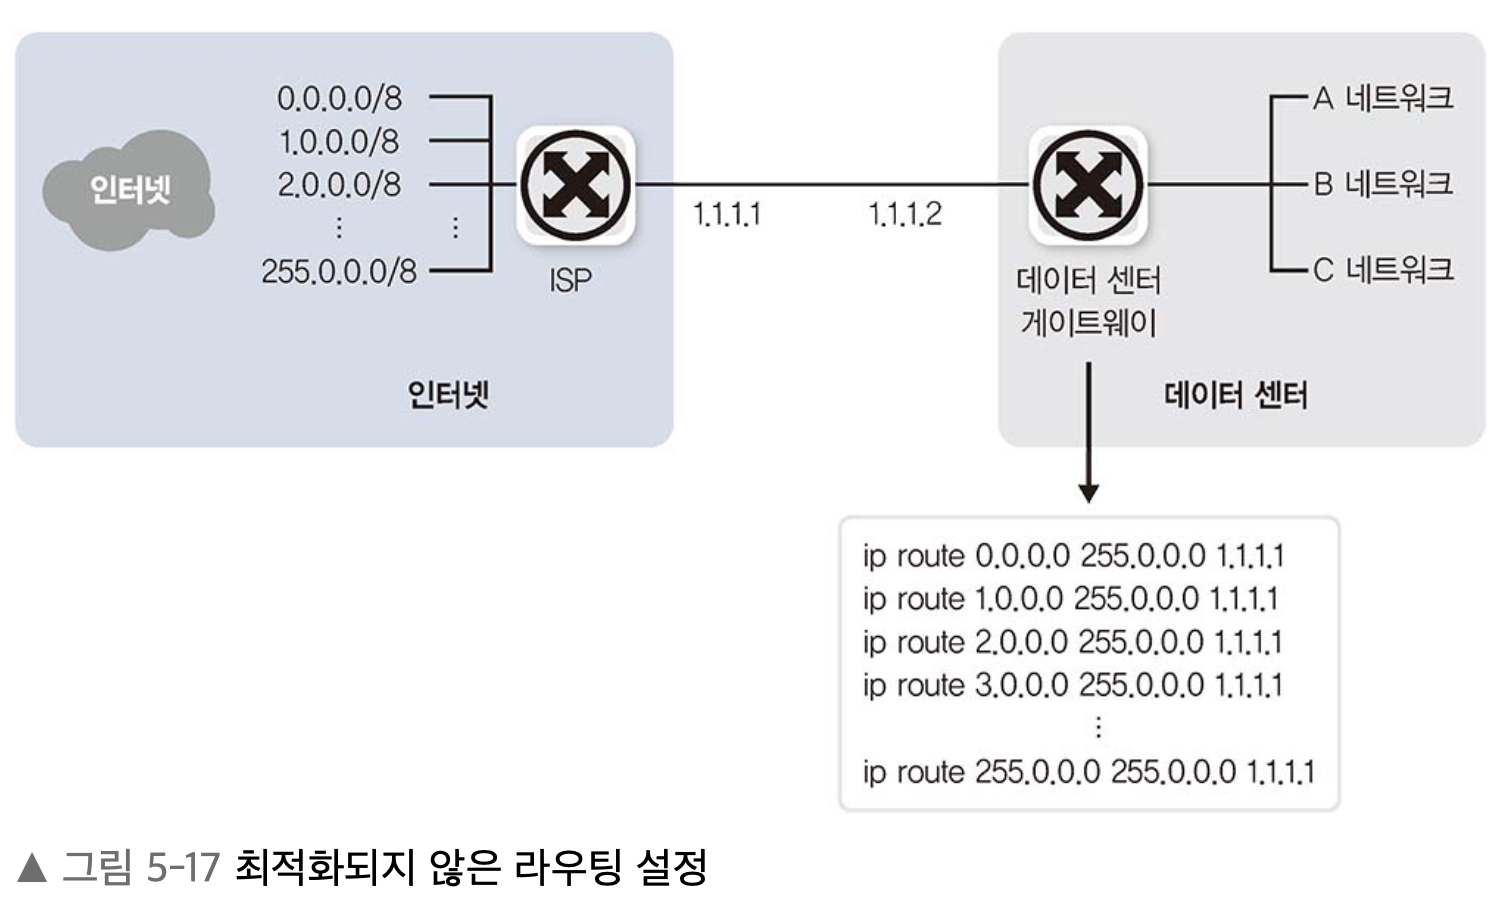 0.0.0.0/8
1.0.0.0/8
2.0.0.0/8
⋮ ⋮
255.0.0.0/8
인터넷
ISP
인터넷
1.1.1.1
1.1.1.2
데이터 센터
게이트웨이
A 네트워크
B 네트워크
C 네트워크
데이터 센터
ip route 0.0.0.0 255.0.0.0 1.1.1.1
ip route 1.0.0.0 255.0.0.0 1.1.1.1
ip route 2.0.0.0 255.0.0.0 1.1.1.1
ip route 3.0.0.0 255.0.0.0 1.1.1.1
⋮
ip route 255.0.0.0 255.0.0.0 1.1.1.1
▲ 그림 5-17 최적화되지 않은 라우팅 설정